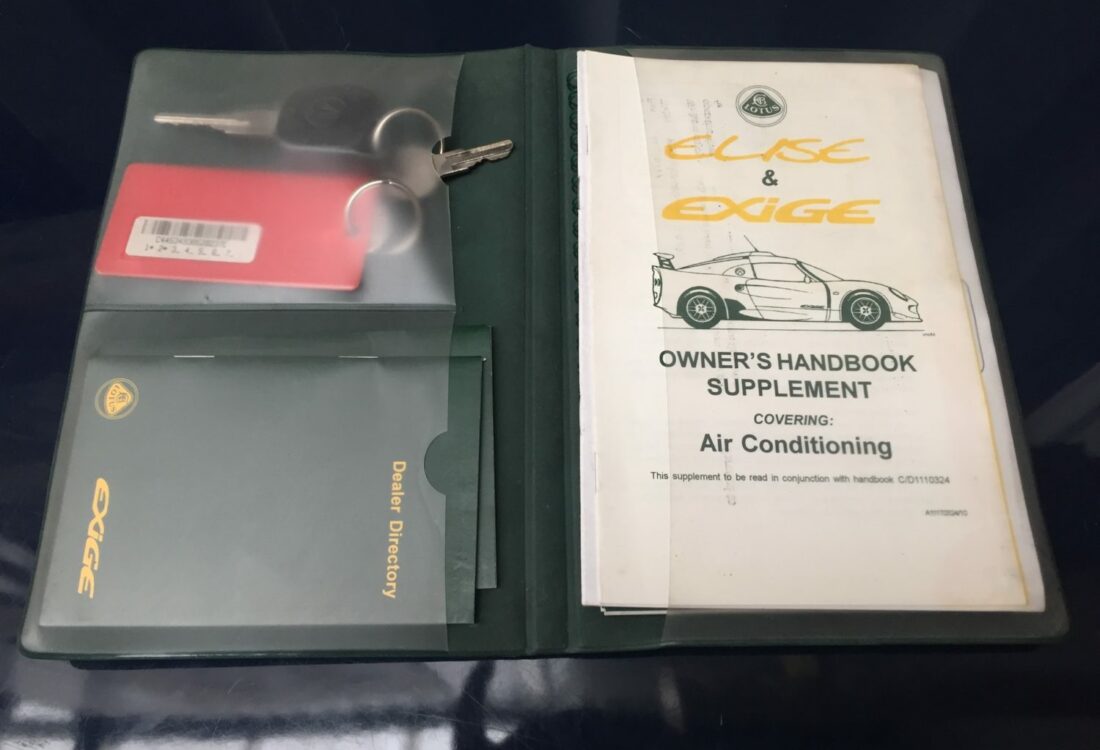 LOTUS
EXIGE
Dealer Directory
LOTUS
ELISE
&
EXIGE
OWNER'S HANDBOOK
SUPPLEMENT
COVERING:
Air Conditioning
This supplement to be read in conjunction with handbook C/D1110324